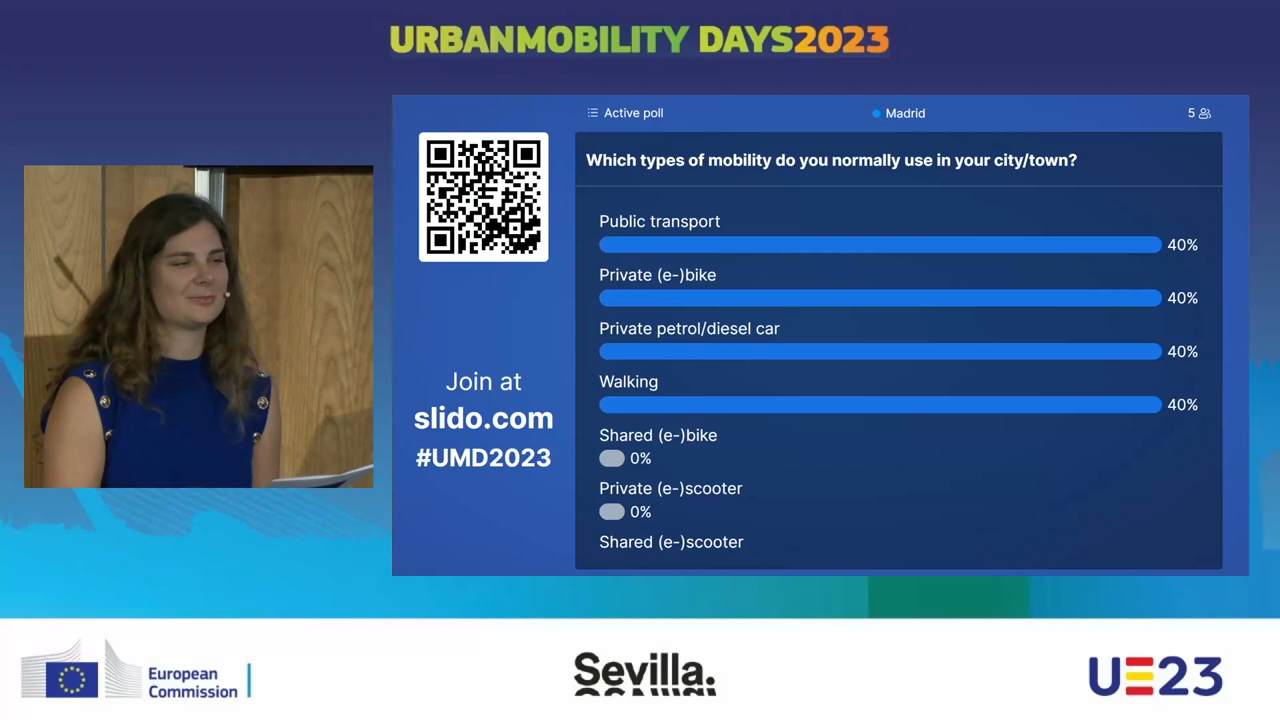 URBANMOBILITY DAYS2023
Active poll
Madrid
5
Which types of mobility do you normally use in your city/town?
Public transport
40%
Private (e-)bike
40%
Private petrol/diesel car
40%
Walking
40%
Shared (e-)bike
0%
Private (e-)scooter
0%
Shared (e-)scooter
Join at
slido.com
#UMD2023
European
Commission
Sevilla.
UE23